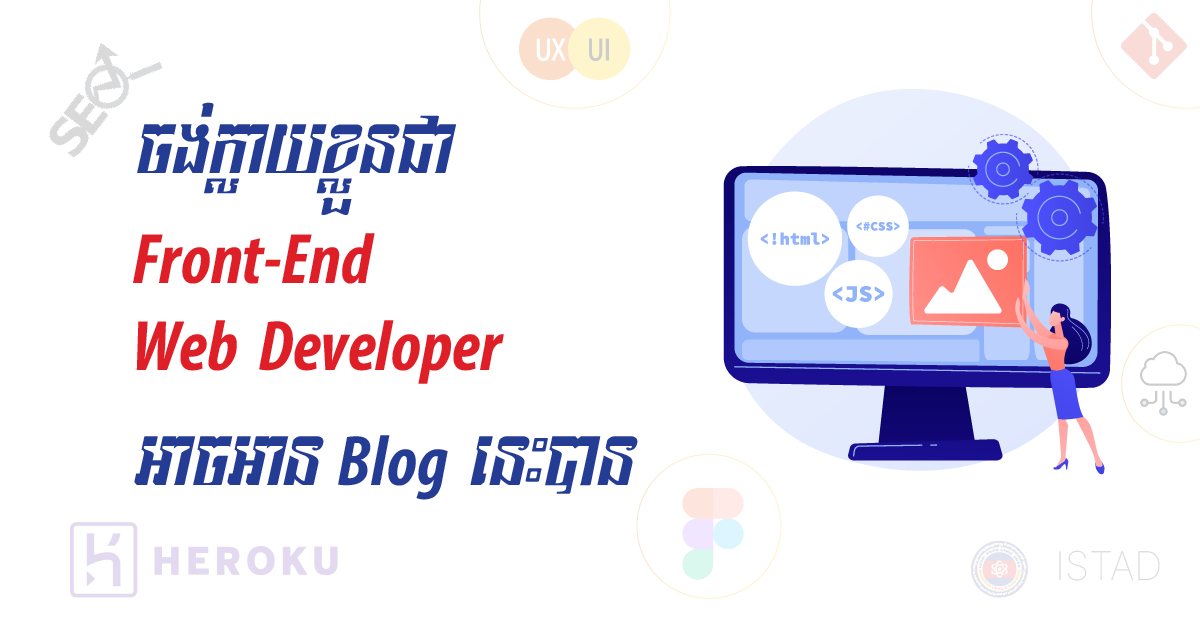 SEO
UX UI
ចង់ក្លាយខ្លួនជា
Front-End
Web Developer
អាចអាន Blog នេះបាន
<!html>
<#CSS>
<JS>
HEROKU
ISTAD